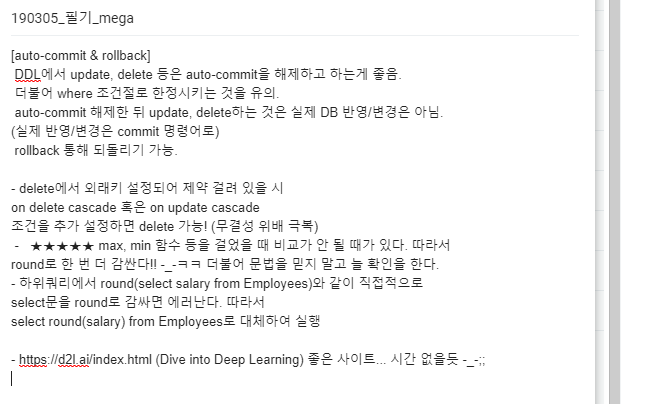 190305_필기_mega
[auto-commit & rollback]
DDL에서 update, delete 등은 auto-commit을 해제하고 하는게 좋음.
더불어 where 조건절로 한정시키는 것을 유의.
auto-commit 해제한 뒤 update, delete하는 것은 실제 DB 반영/변경은 아님.
(실제 반영/변경은 commit 명령어로)
rollback 통해 되돌리기 가능.
- delete에서 외래키 설정되어 제약 걸려 있을 시
on delete cascade 혹은 on update cascade
조건을 추가 설정하면 delete 가능! (무결성 위배 극복)
- ★★★★★ max, min 함수 등을 걸었을 때 비교가 안 될 때가 있다. 따라서
round로 한 번 더 감싼다!! -_-ㅋㅋ 더불어 문법을 믿지 말고 늘 확인을 한다.
- 하위쿼리에서 round(select salary from Employees)와 같이 직접적으로
select문을 round로 감싸면 에러난다. 따라서
select round(salary) from Employees로 대체하여 실행
- https://d2l.ai/index.html (Dive into Deep Learning) 좋은 사이트... 시간 없을듯 -_-;;